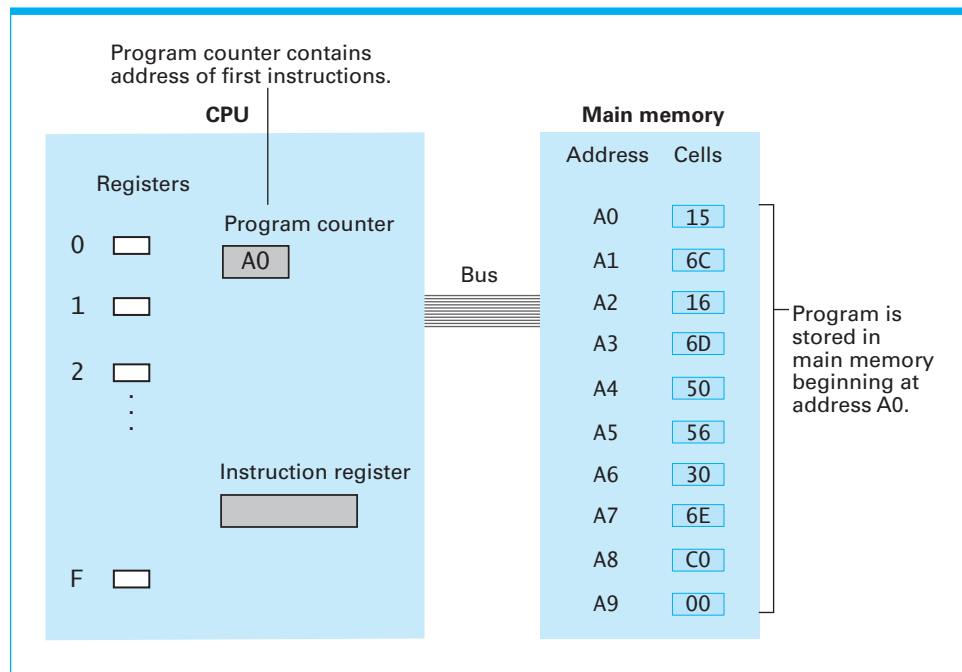 Program counter contains
address of first instructions.
CPU
Main memory
Address Cells
Registers
Program counter
A0
Bus
0
1
2
F
Instruction register
A0 15
A1 6C
A2 16
A3 6D
A4 50
A5 56
A6 30
A7 6E
A8 C0
A9 00
Program is
stored in
main memory
beginning at
address A0.